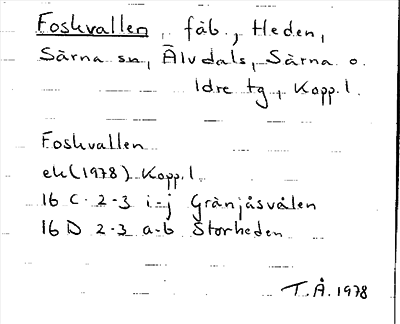 Foskvallen, fäb., Heden,
Särna sn, Älvdals, Särna o.
Idre tg, Kopp.l.
Foskvallen
ek(1978) Kopp.l.
16 C 2-3 i-j Gränjåsvålen
16 D 2-3 a-b Storheden
T.Å. 1978